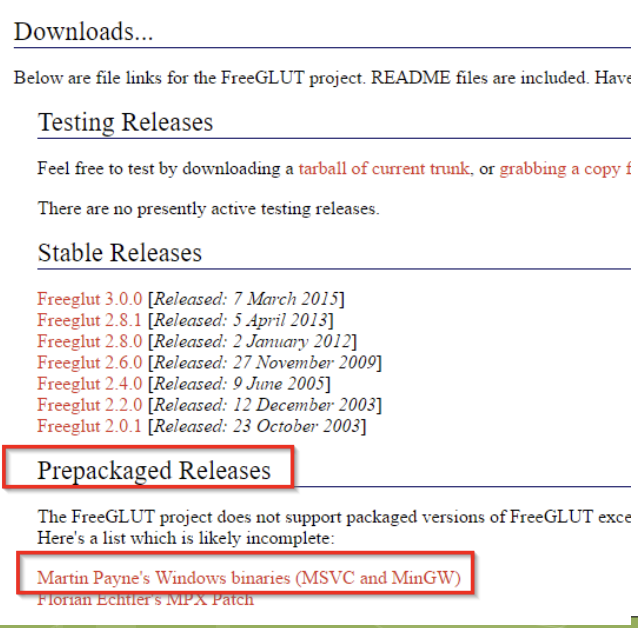 Downloads...
Below are file links for the FreeGLUT project. README files are included. Have
Testing Releases
Feel free to test by downloading a tarball of current trunk, or grabbing a copy f
There are no presently active testing releases.
Stable Releases
Freeglut 3.0.0 [Released: 7 March 2015]
Freeglut 2.8.1 [Released: 5 April 2013]
Freeglut 2.8.0 [Released: 2 January 2012]
Freeglut 2.6.0 [Released: 27 November 2009]
Freeglut 2.4.0 [Released: 9 June 2005]
Freeglut 2.2.0 [Released: 12 December 2003]
Freeglut 2.0.1 [Released: 23 October 2003]
Prepackaged Releases
The FreeGLUT project does not support packaged versions of FreeGLUT exce
Here's a list which is likely incomplete:
Martin Payne's Windows binaries (MSVC and MinGW)
Florian Echtler's MPX Patch